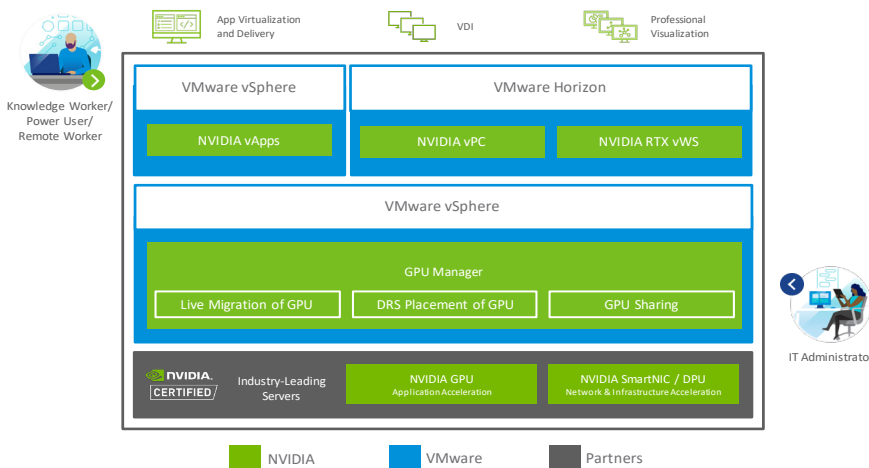 App Virtualization
and Delivery
VDI
Professional
Visualization
Knowledge Worker/
Power User/
Remote Worker
VMware vSphere
VMware Horizon
NVIDIA vApps
NVIDIA vPC
NVIDIA RTX vWS
VMware vSphere
GPU Manager
Live Migration of GPU
DRS Placement of GPU
GPU Sharing
IT Administrato
NVIDIA.
CERTIFIED
Industry-Leading
Servers
NVIDIA GPU
Application Acceleration
NVIDIA SmartNIC / DPU
Network & Infrastructure Acceleration
NVIDIA
VMware
Partners